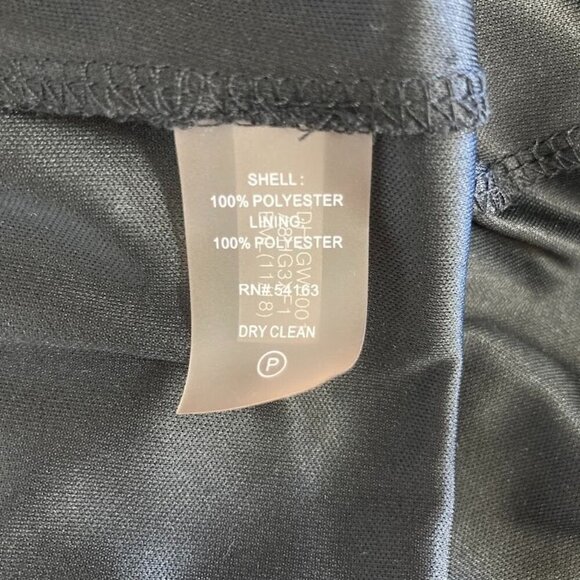 SHELL :
100% POLYESTER
LINING:
100% POLYESTER
RN# 54163
DRY CLEAN
P